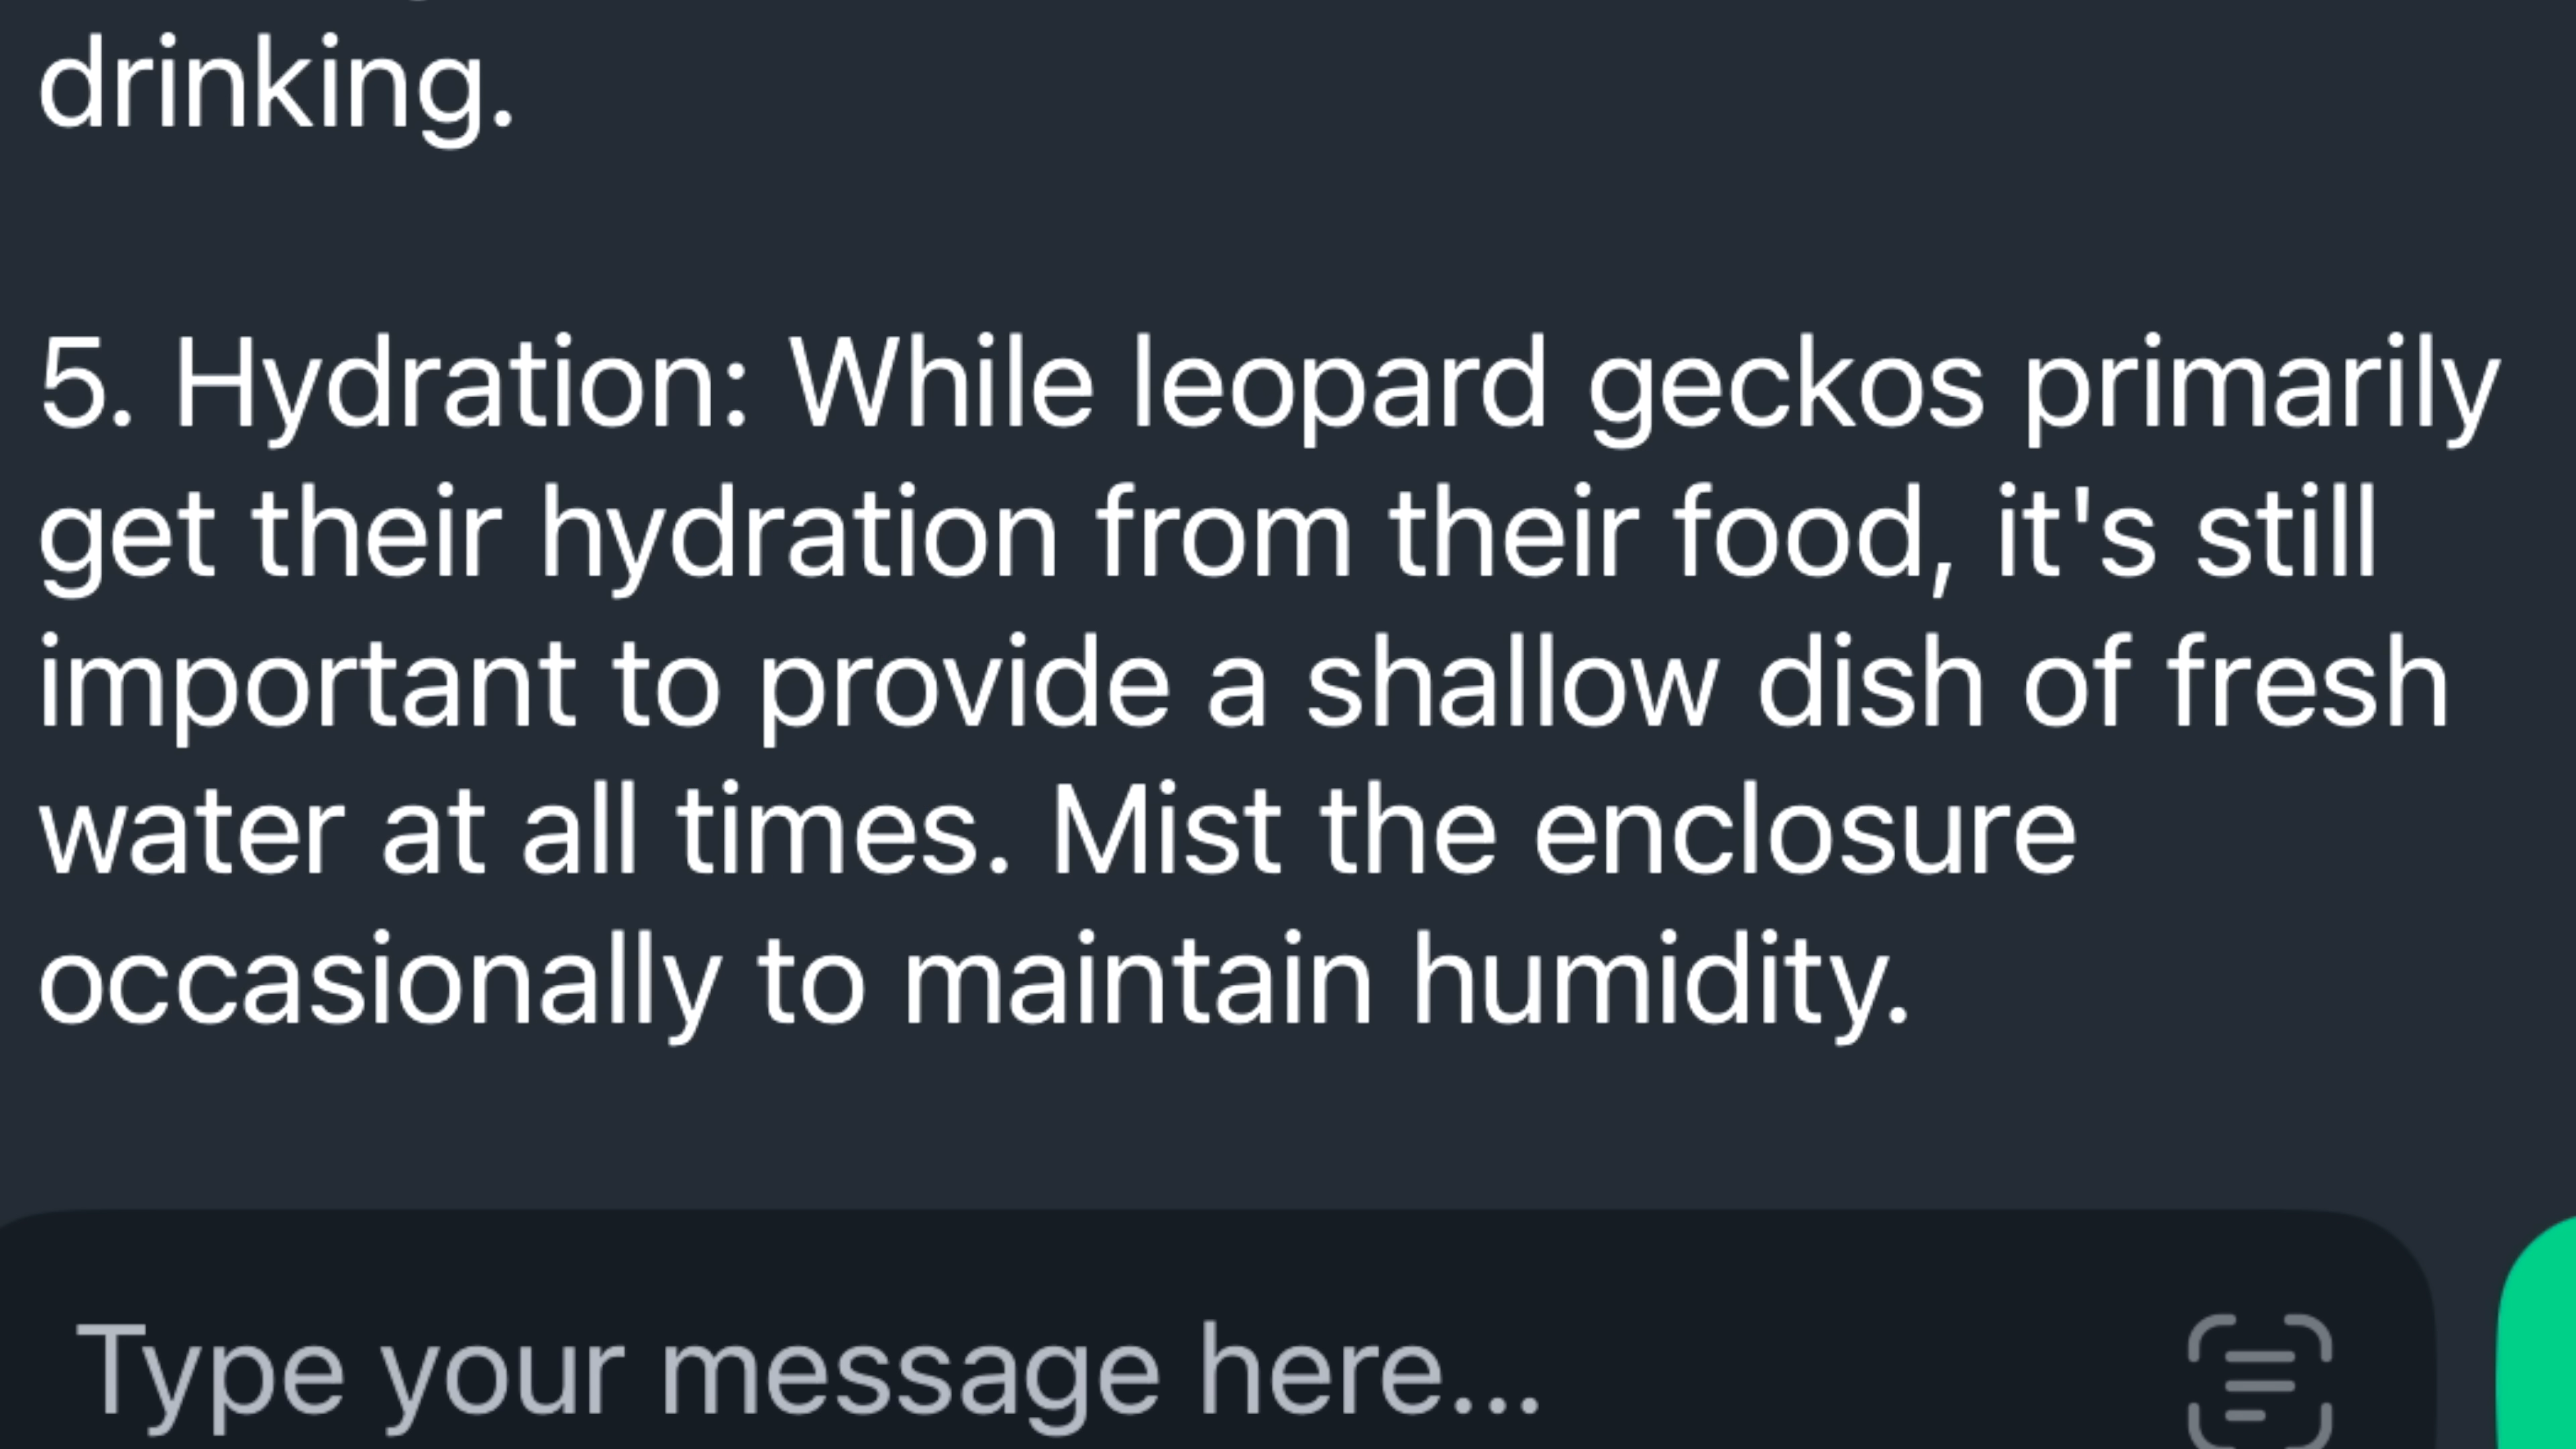 drinking.
5. Hydration: While leopard geckos primarily
get their hydration from their food, it's still
important to provide a shallow dish of fresh
water at all times. Mist the enclosure
occasionally to maintain humidity.
Type your message here...